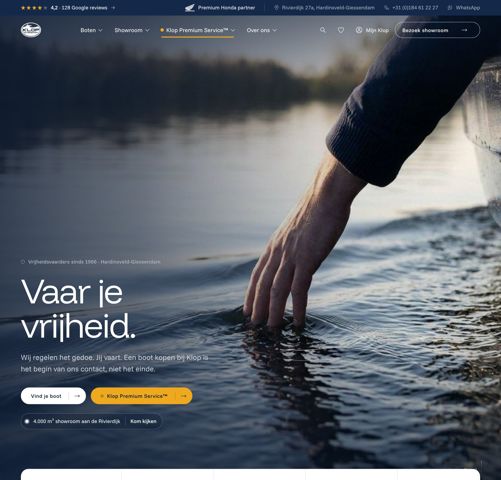 4,2 · 128 Google reviews →
Premium Honda partner
Rivierdijk 27a, Hardinxveld-Giessendam
+31 (0)184 61 22 27
WhatsApp
KLOP
Boten
Showroom
Klop Premium Service™
Over ons
Mijn Klop
Bezoek showroom →
Vrijheidsvaarders sinds 1966 · Hardinxveld-Giessendam
Vaar je
vrijheid.
Wij regelen het gedoe. Jij vaart. Een boot kopen bij Klop is
het begin van ons contact, niet het einde.
Vind je boot →
Klop Premium Service™ →
4.000 m² showroom aan de Rivierdijk
Kom kijken